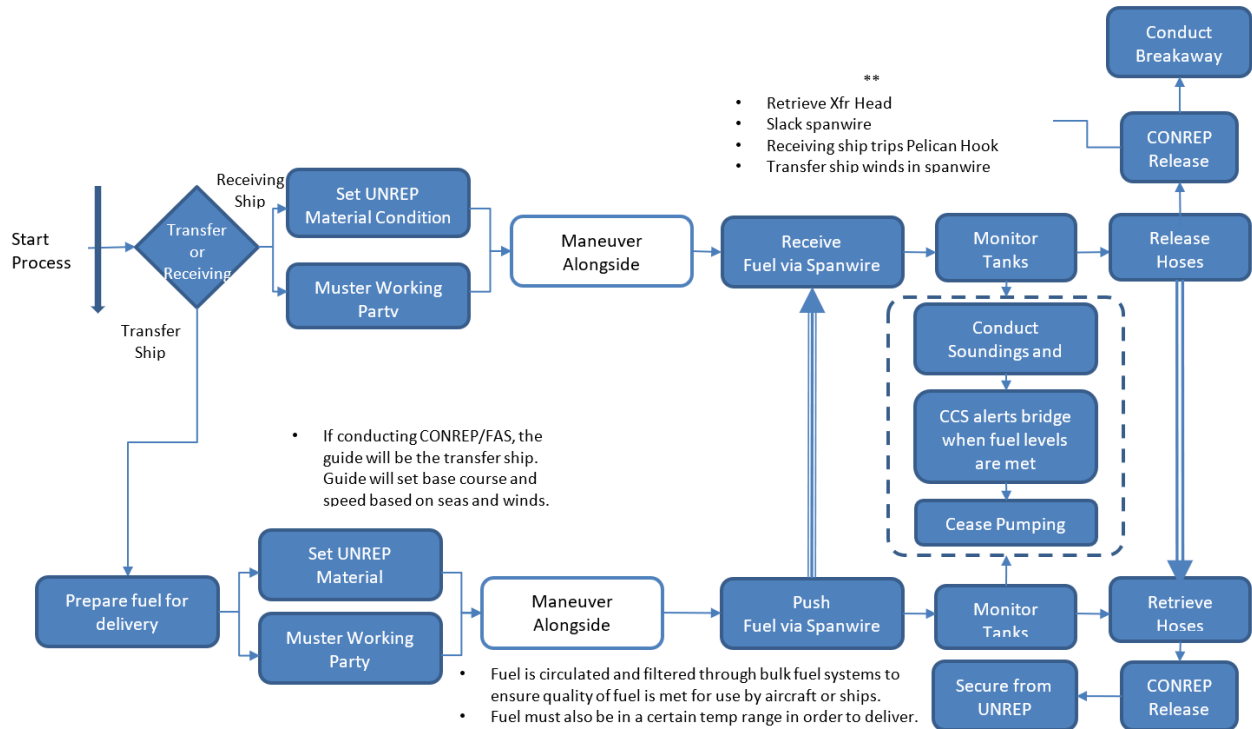 Conduct
Breakaway
**
• Retrieve Xfr Head
• Slack spanwire
• Receiving ship trips Pelican Hook
• Transfer ship winds in spanwire
CONREP
Release
Start
Process
Transfer
or
Receiving
Receiving
Ship
Set UNREP
Material Condition
Muster Working
Party
Maneuver
Alongside
Receive
Fuel via Spanwire
Monitor
Tanks
Release
Hoses
Transfer
Ship
Conduct
Soundings and
CCS alerts bridge
when fuel levels
are met
Cease Pumping
• If conducting CONREP/FAS, the
guide will be the transfer ship.
Guide will set base course and
speed based on seas and winds.
Prepare fuel for
delivery
Set UNREP
Material
Muster Working
Party
Maneuver
Alongside
Push
Fuel via Spanwire
Monitor
Tanks
Retrieve
Hoses
• Fuel is circulated and filtered through bulk fuel systems to
ensure quality of fuel is met for use by aircraft or ships.
• Fuel must also be in a certain temp range in order to deliver.
Secure from
UNREP
CONREP
Release